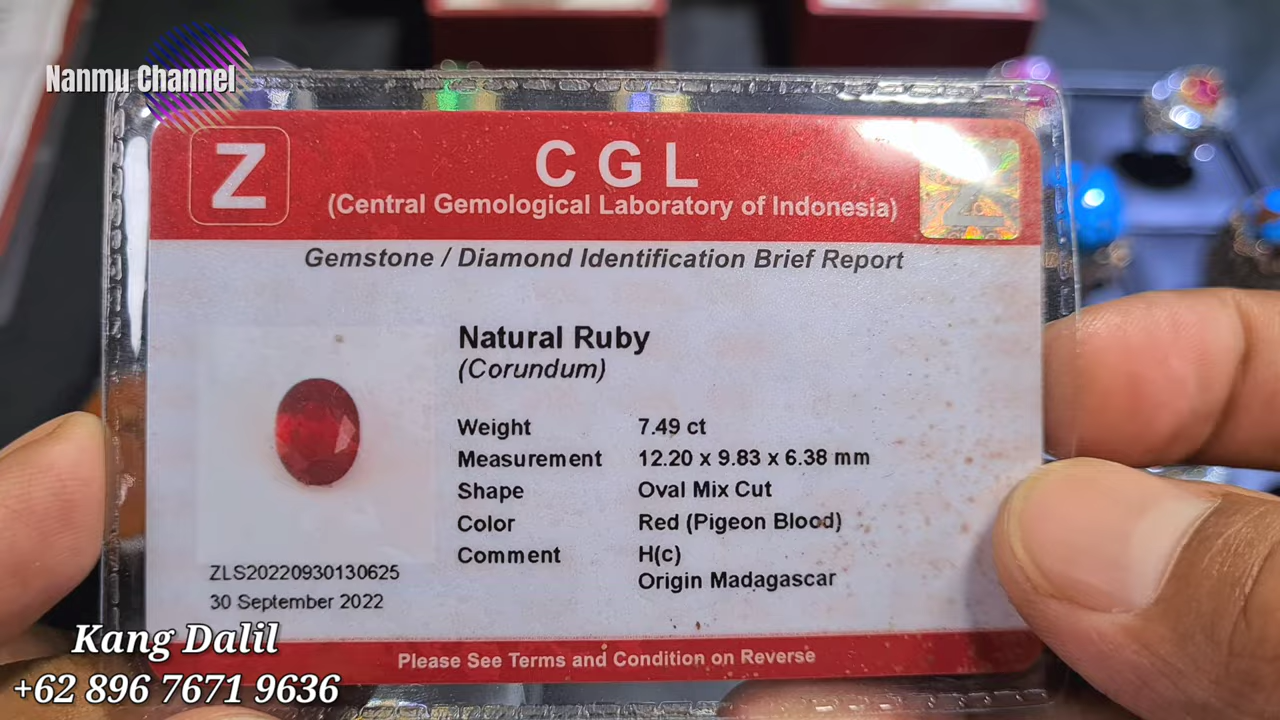 Nanmu Channel
Z
C G L
(Central Gemological Laboratory of Indonesia)
Gemstone / Diamond Identification Brief Report
Natural Ruby
(Corundum)
Weight 7.49 ct
Measurement 12.20 x 9.83 x 6.38 mm
Shape Oval Mix Cut
Color Red (Pigeon Blood)
Comment H(c)
Origin Madagascar
ZLS20220930130625
30 September 2022
Please See Terms and Condition on Reverse
Kang Dalil
+62 896 7671 9636